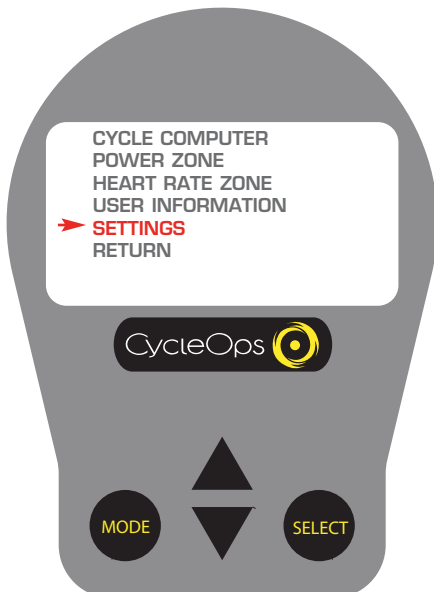 CYCLE COMPUTER
POWER ZONE
HEART RATE ZONE
USER INFORMATION
SETTINGS
RETURN
CycleOps
MODE
SELECT